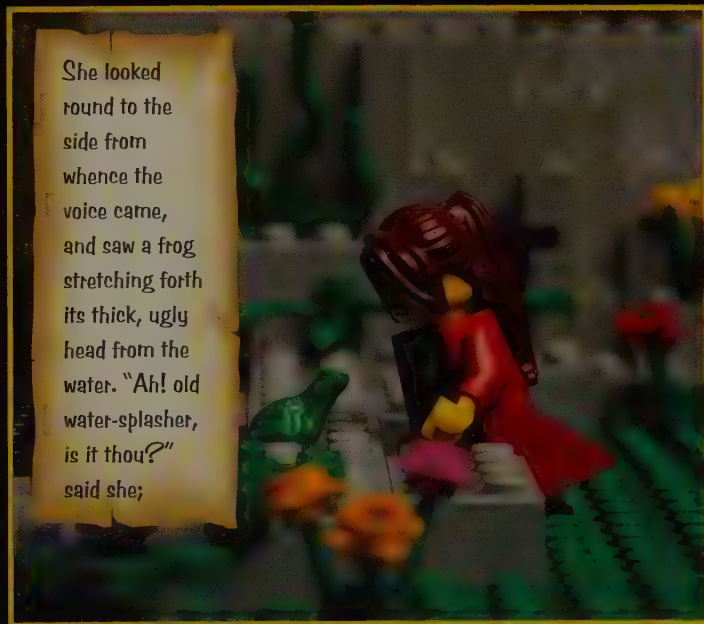 She looked
round to the
side from
whence the
voice came,
and saw a frog
stretching forth
its thick, ugly
head from the
water. “Ah! old
water-splasher,
is it thou?”
said she;